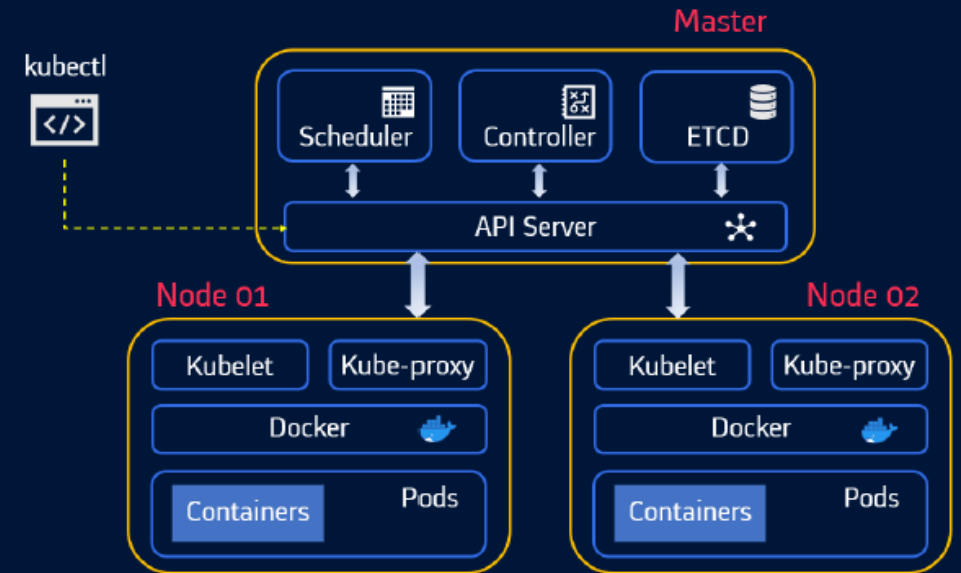 Master
kubectl
</>
Scheduler
Controller
ETCD
API Server
Node 01
Node 02
Kubelet
Kube-proxy
Docker
Containers
Pods
Kubelet
Kube-proxy
Docker
Containers
Pods